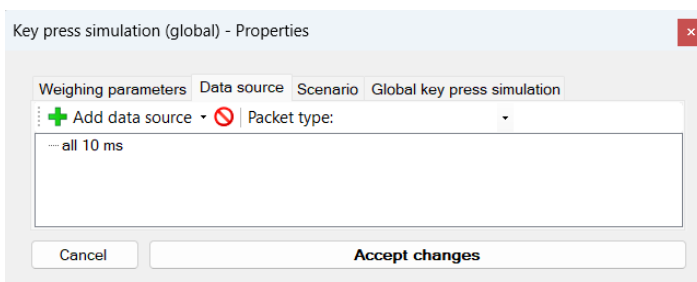 Key press simulation (global) - Properties
Weighing parameters Data source Scenario Global key press simulation
Add data source Packet type:
all 10 ms
Cancel Accept changes